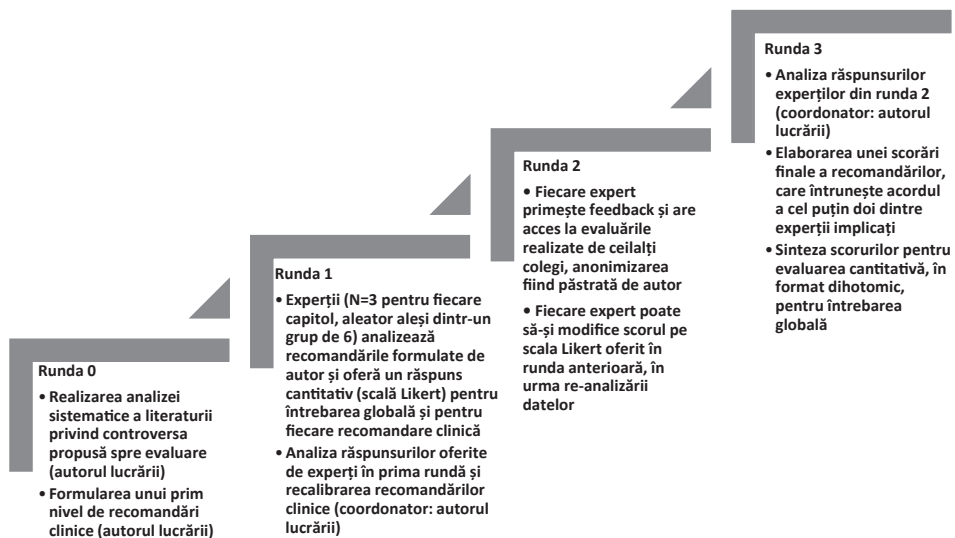 Runda 0
• Realizarea analizei
sistematice a literaturii
privind controversa
propusă spre evaluare
(autorul lucrării)
• Formularea unui prim
nivel de recomandări
clinice (autorul lucrării)
Runda 1
• Experții (N=3 pentru fiecare
capitol, aleator aleși dintr-un
grup de 6) analizează
recomandările formulate de
autor și oferă un răspuns
cantitativ (scală Likert) pentru
întrebarea globală și pentru
fiecare recomandare clinică
• Analiza răspunsurilor oferite
de experți în prima rundă și
recalibrarea recomandărilor
clinice (coordonator: autorul
lucrării)
Runda 2
• Fiecare expert
primește feedback și are
acces la evaluările
realizate de ceilalți
colegi, anonimizarea
fiind păstrată de autor
• Fiecare expert poate
să-și modifice scorul pe
scala Likert oferit în
runda anterioară, în
urma re-analizării
datelor
Runda 3
• Analiza răspunsurilor
experților din runda 2
(coordonator: autorul
lucrării)
• Elaborarea unei scorări
finale a recomandărilor,
care întrunește acordul
a cel puțin doi dintre
experții implicați
• Sinteza scorurilor pentru
evaluarea cantitativă, în
format dihotomic,
pentru întrebarea
globală